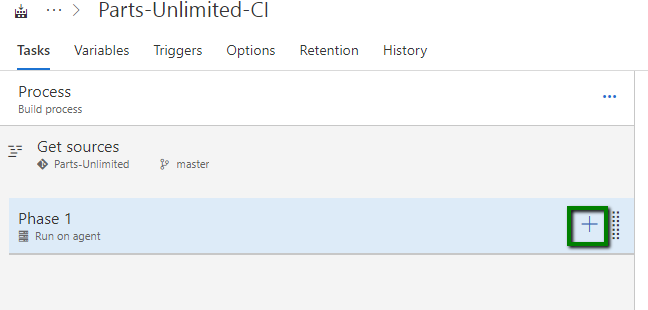 ... > Parts-Unlimited-CI
Tasks Variables Triggers Options Retention History
Process
Build process
...
Get sources
Parts-Unlimited master
Phase 1
Run on agent
+